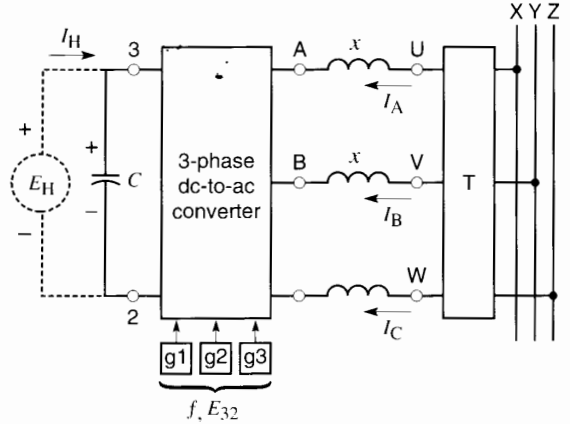 X Y Z
I_H
3
A
x
U
I_A
+
+
3-phase
dc-to-ac
converter
B
x
V
T
E_H
C
I_B
−
−
W
2
I_C
g1
g2
g3
f, E_32